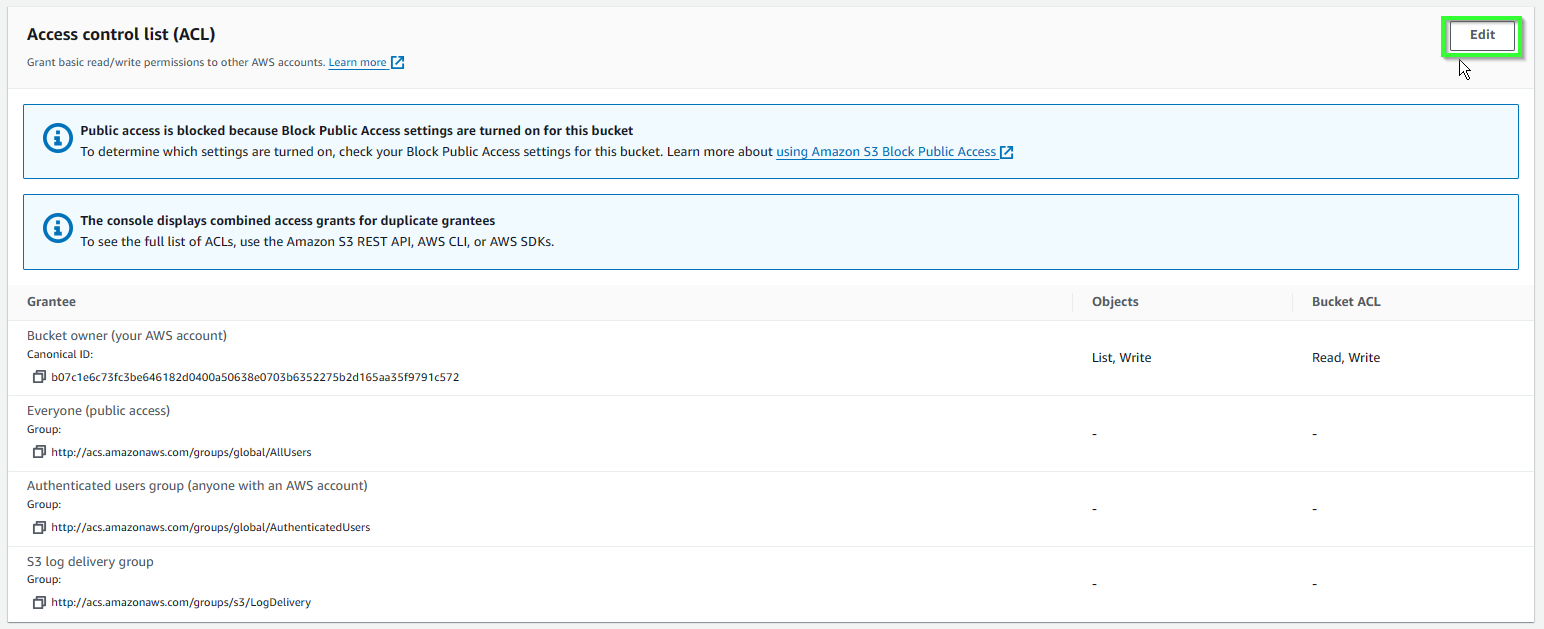 Access control list (ACL)
Edit
Grant basic read/write permissions to other AWS accounts. Learn more
Public access is blocked because Block Public Access settings are turned on for this bucket
To determine which settings are turned on, check your Block Public Access settings for this bucket. Learn more about using Amazon S3 Block Public Access
The console displays combined access grants for duplicate grantees
To see the full list of ACLs, use the Amazon S3 REST API, AWS CLI, or AWS SDKs.
Grantee Objects Bucket ACL
Bucket owner (your AWS account)
Canonical ID:
List, Write Read, Write
b07c1e6c73fc3be646182d0400a50638e0703b6352275b2d165aa35f9791c572
Everyone (public access)
Group:
- -
http://acs.amazonaws.com/groups/global/AllUsers
Authenticated users group (anyone with an AWS account)
Group:
- -
http://acs.amazonaws.com/groups/global/AuthenticatedUsers
S3 log delivery group
Group:
- -
http://acs.amazonaws.com/groups/s3/LogDelivery